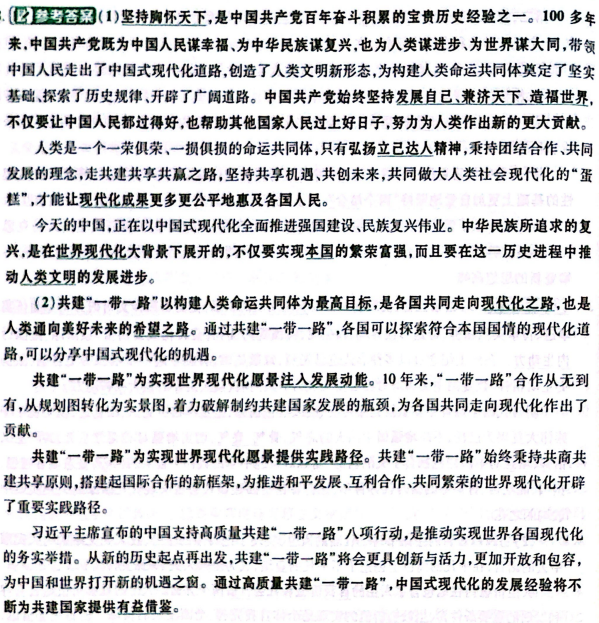 【参考答案】(1)坚持胸怀天下,是中国共产党百年奋斗积累的宝贵历史经验之一。100 多年
来,中国共产党既为中国人民谋幸福、为中华民族谋复兴,也为人类谋进步、为世界谋大同,带领
中国人民走出了中国式现代化道路,创造了人类文明新形态,为构建人类命运共同体奠定了坚实
基础、探索了历史规律、开辟了广阔道路。中国共产党始终坚持发展自己、兼济天下、造福世界,
不仅要让中国人民都过得好,也帮助其他国家人民过上好日子,努力为人类作出新的更大贡献。
人类是一个一荣俱荣、一损俱损的命运共同体,只有弘扬立己达人精神,秉持团结合作、共同
发展的理念,走共建共享共赢之路,坚持共享机遇、共创未来,共同做大人类社会现代化的“蛋
糕”,才能让现代化成果更多更公平地惠及各国人民。
今天的中国,正在以中国式现代化全面推进强国建设、民族复兴伟业。中华民族所追求的复
兴,是在世界现代化大背景下展开的,不仅要实现本国的繁荣富强,而且要在这一历史进程中推
动人类文明的发展进步。
(2)共建“一带一路”以构建人类命运共同体为最高目标,是各国共同走向现代化之路,也是
人类通向美好未来的希望之路。通过共建“一带一路”,各国可以探索符合本国国情的现代化道
路,可以分享中国式现代化的机遇。
共建“一带一路”为实现世界现代化愿景注入发展动能。10 年来,“一带一路”合作从无到
有,从规划图转化为实景图,着力破解制约共建国家发展的瓶颈,为各国共同走向现代化作出了
贡献。
共建“一带一路”为实现世界现代化愿景提供实践路径。共建“一带一路”始终秉持共商共
建共享原则,搭建起国际合作的新框架,为推进和平发展、互利合作、共同繁荣的世界现代化开辟
了重要实践路径。
习近平主席宣布的中国支持高质量共建“一带一路”八项行动,是推动实现世界各国现代化
的务实举措。从新的历史起点再出发,共建“一带一路”将会更具创新与活力,更加开放和包容,
为中国和世界打开新的机遇之窗。通过高质量共建“一带一路”,中国式现代化的发展经验将不
断为共建国家提供有益借鉴。